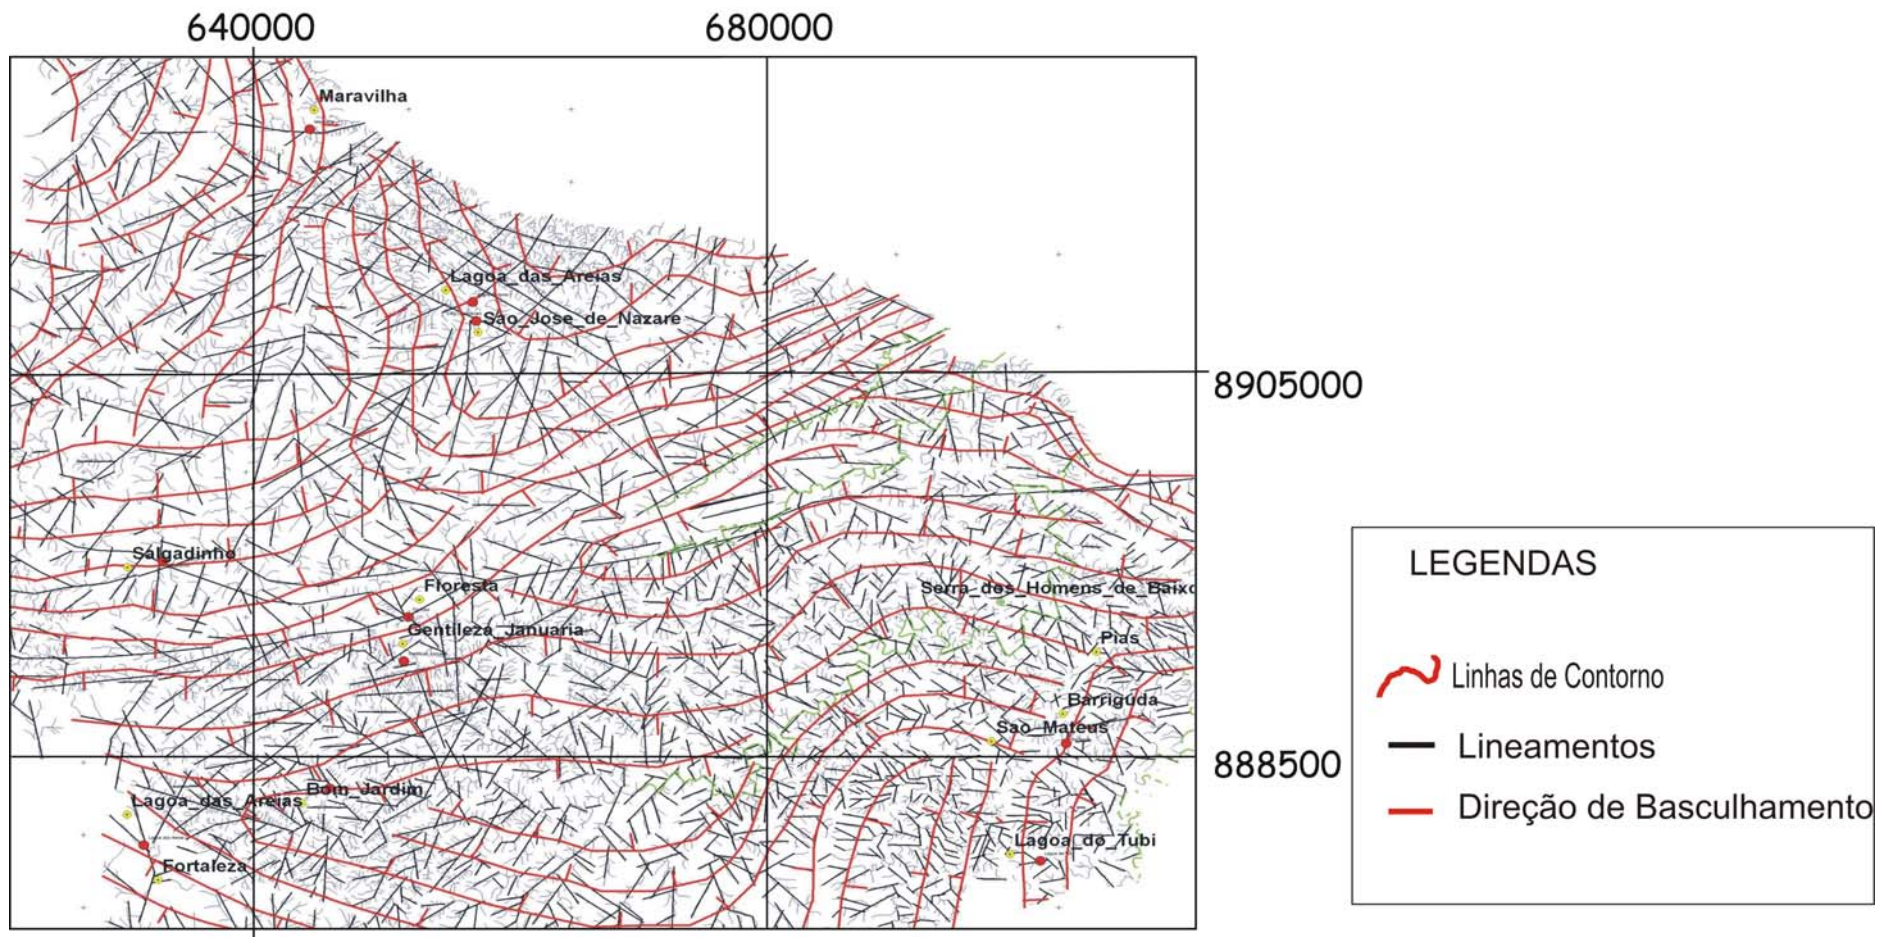 640000
680000
Maravilha
Lagoa_das_Areias
Sao_Jose_de_Nazare
8905000
Salgadinho
Floresta
Serra_dos_Homens_de_Baixo
Gentileza_Januaria
Pias
Barriguda
Sao_Mateus
888500
Bom_Jardim
Lagoa_das_Areias
Lagoa_do_Tubi
Fortaleza
LEGENDAS
Linhas de Contorno
Lineamentos
Direção de Basculhamento